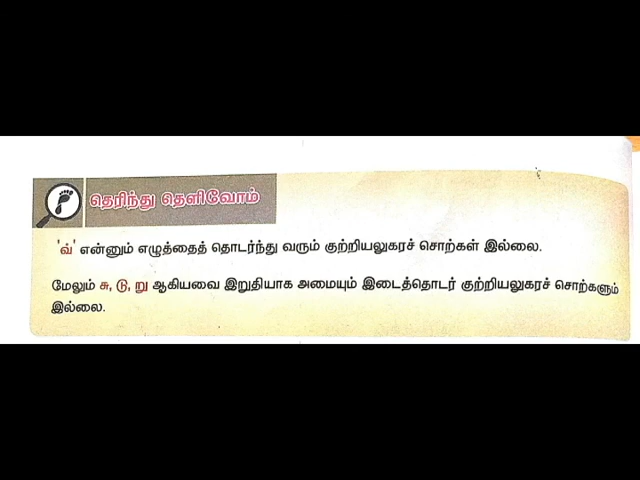 தெரிந்து தெளிவோம்
'வ்' என்னும் எழுத்தைத் தொடர்ந்து வரும் குற்றியலுகரச் சொற்கள் இல்லை.
மேலும் சு, டு, று ஆகியவை இறுதியாக அமையும் இடைத்தொடர் குற்றியலுகரச் சொற்களும்
இல்லை.